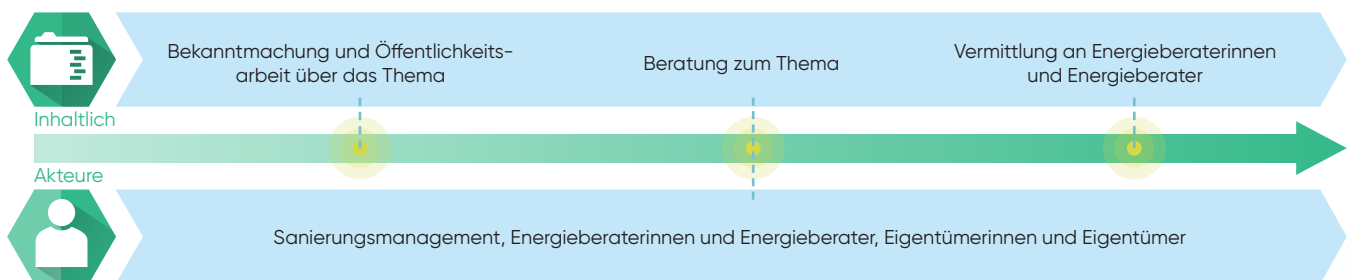 Bekanntmachung und Öffentlichkeits-
arbeit über das Thema
Beratung zum Thema
Vermittlung an Energieberaterinnen
und Energieberater
Inhaltlich
Akteure
Sanierungsmanagement, Energieberaterinnen und Energieberater, Eigentümerinnen und Eigentümer